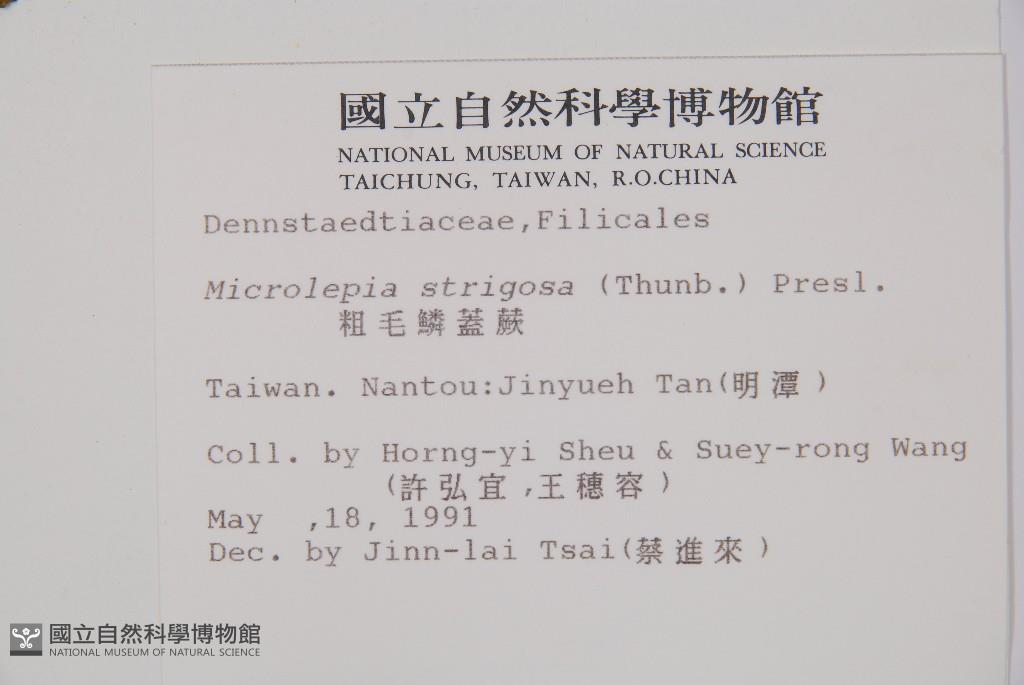 國立自然科學博物館
NATIONAL MUSEUM OF NATURAL SCIENCE
TAICHUNG, TAIWAN, R.O.CHINA
Dennstaedtiaceae,Filicales
Microlepia strigosa (Thunb.) Presl.
粗毛鱗蓋蕨
Taiwan. Nantou:Jinyueh Tan(明潭)
Coll. by Horng-yi Sheu & Suey-rong Wang
(許弘宜,王穗容)
May ,18, 1991
Dec. by Jinn-lai Tsai(蔡進來)
國立自然科學博物館
NATIONAL MUSEUM OF NATURAL SCIENCE